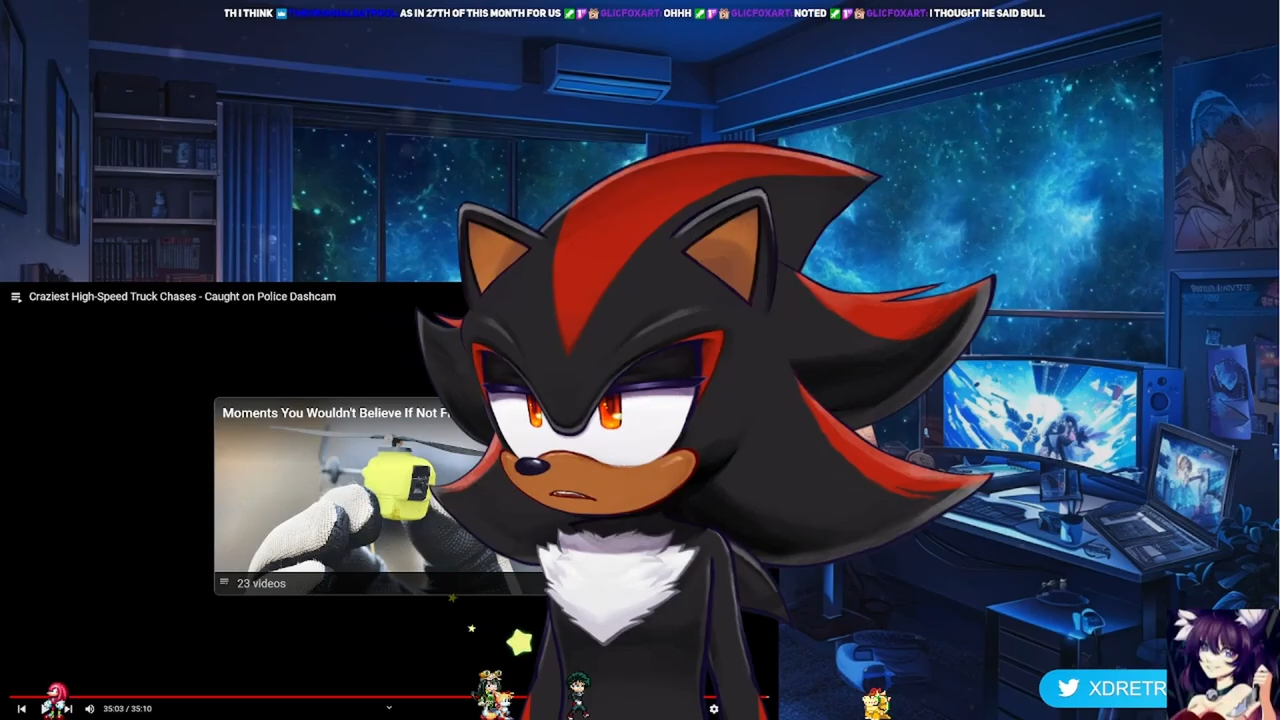 TH I THINK AS IN 27TH OF THIS MONTH FOR US GLICFOXART: OHHH GLICFOXART: NOTED GLICFOXART: I THOUGHT HE SAID BULL
Craziest High-Speed Truck Chases - Caught on Police Dashcam
Moments You Wouldn't Believe If Not F
23 videos
XDRETR
35:03 / 35:10